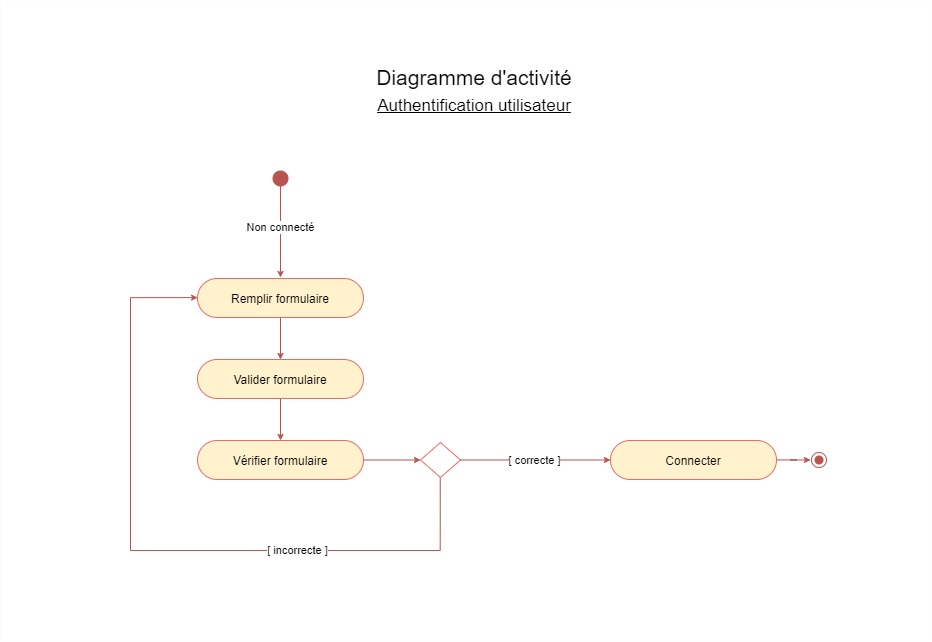 Diagramme d'activité
Authentification utilisateur
Non connecté
Remplir formulaire
Valider formulaire
Vérifier formulaire
[ correcte ]
Connecter
[ incorrecte ]